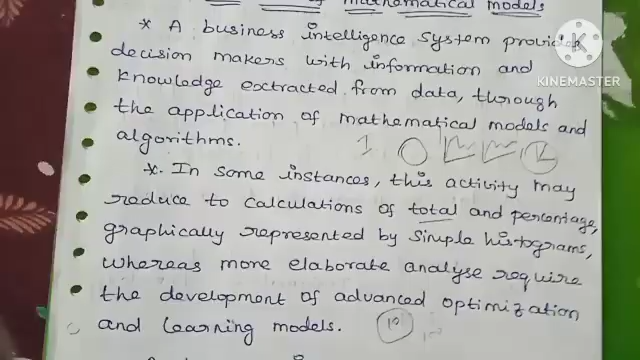 mathematical models
* A business intelligence System provides
decision makers with information and
Knowledge extracted from data, through
the application of mathematical models and
algorithms.
*. In some instances, this activity may
reduce to calculations of total and percentage,
graphically represented by Simple histograms,
whereas more elaborate analyse require
the development of advanced optimization
and learning models.
10
KINEMASTER